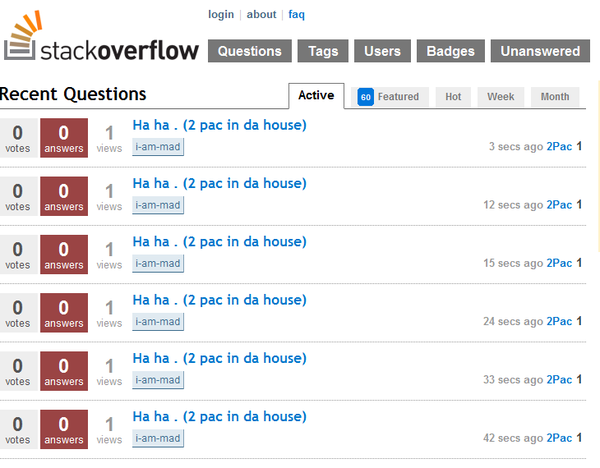 login | about | faq
stackoverflow
Questions Tags Users Badges Unanswered
Recent Questions Active 60 Featured Hot Week Month
0 0 1 Ha ha . (2 pac in da house)
votes answers views i-am-mad 3 secs ago 2Pac 1
0 0 1 Ha ha . (2 pac in da house)
votes answers views i-am-mad 12 secs ago 2Pac 1
0 0 1 Ha ha . (2 pac in da house)
votes answers views i-am-mad 15 secs ago 2Pac 1
0 0 1 Ha ha . (2 pac in da house)
votes answers views i-am-mad 24 secs ago 2Pac 1
0 0 1 Ha ha . (2 pac in da house)
votes answers views i-am-mad 33 secs ago 2Pac 1
0 0 1 Ha ha . (2 pac in da house)
votes answers views i-am-mad 42 secs ago 2Pac 1